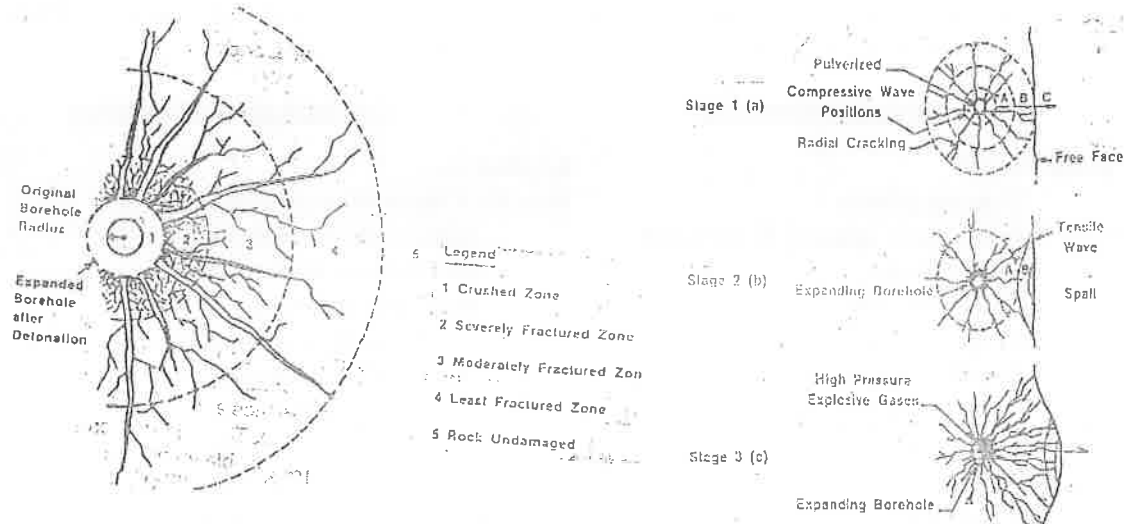 Original
Borehole
Radius
Expanded
Borehole
after
Detonation
1
2
3
4
5
Legend
1 Crushed Zone
2 Severely Fractured Zone
3 Moderately Fractured Zon
4 Least Fractured Zone
5 Rock Undamaged
Stage 1 (a)
Pulverized
Compressive Wave
Positions
Radial Cracking
A B C
Free Face
Stage 2 (b)
Expanding Borehole
A B
Tensile
Wave
Spall
Stage 3 (c)
High Pressure
Explosive Gases
Expanding Borehole